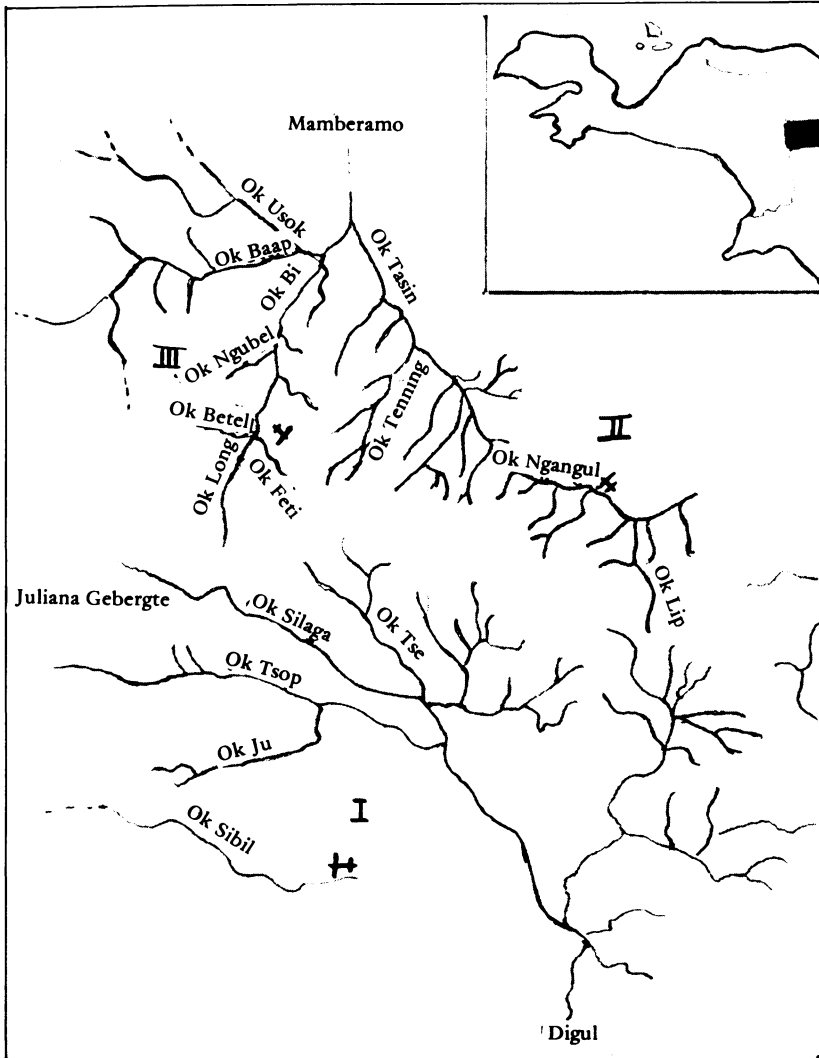 Mamberamo
Ok Usok
Ok Baap
Ok Bi
Ok Tasin
III
Ok Ngubel
Ok Tenning
Ok Betel
II
Ok Long
Ok Feti
Ok Ngangul
Juliana Gebergte
Ok Silaga
Ok Tse
Ok Lip
Ok Tsop
Ok Ju
I
Ok Sibil
Digul